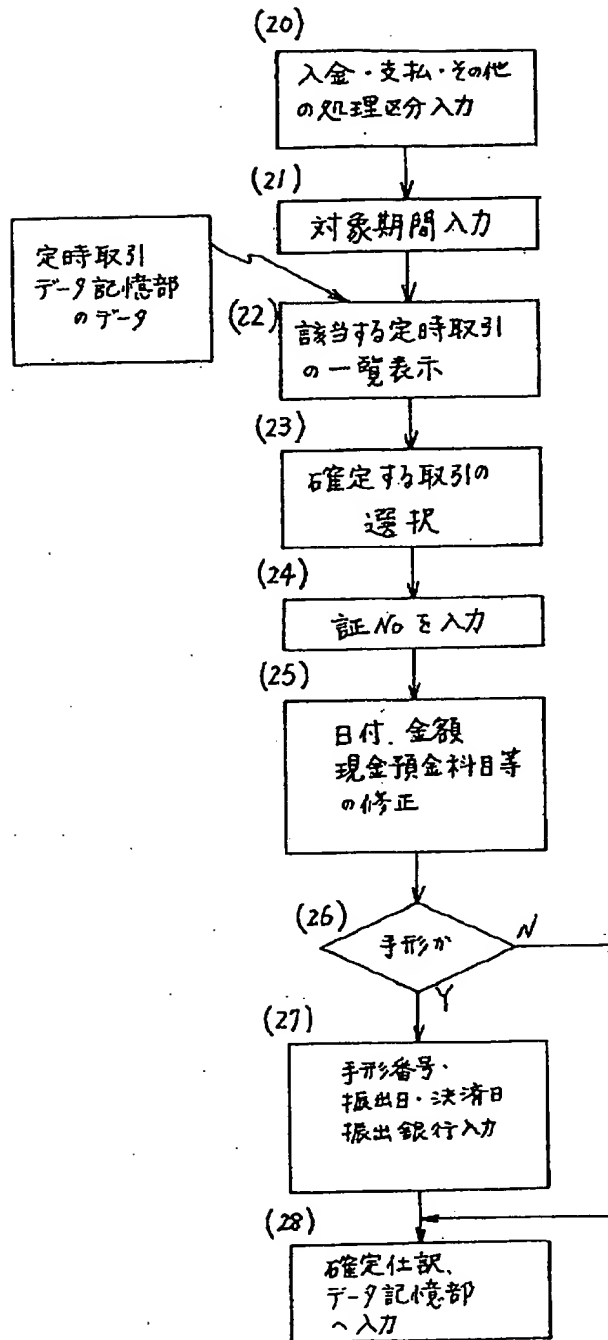 (20)
入金・支払・その他
の処理区分入力
(21)
対象期間入力
定時取引
データ記憶部
のデータ
(22)
該当する定時取引
の一覧表示
(23)
確定する取引の
選択
(24)
証Noを入力
(25)
日付、金額
現金預金科目等
の修正
(26)
手形か
N
Y
(27)
手形番号・
振出日・決済日
振出銀行入力
(28)
確定仕訳、
データ記憶部
へ入力